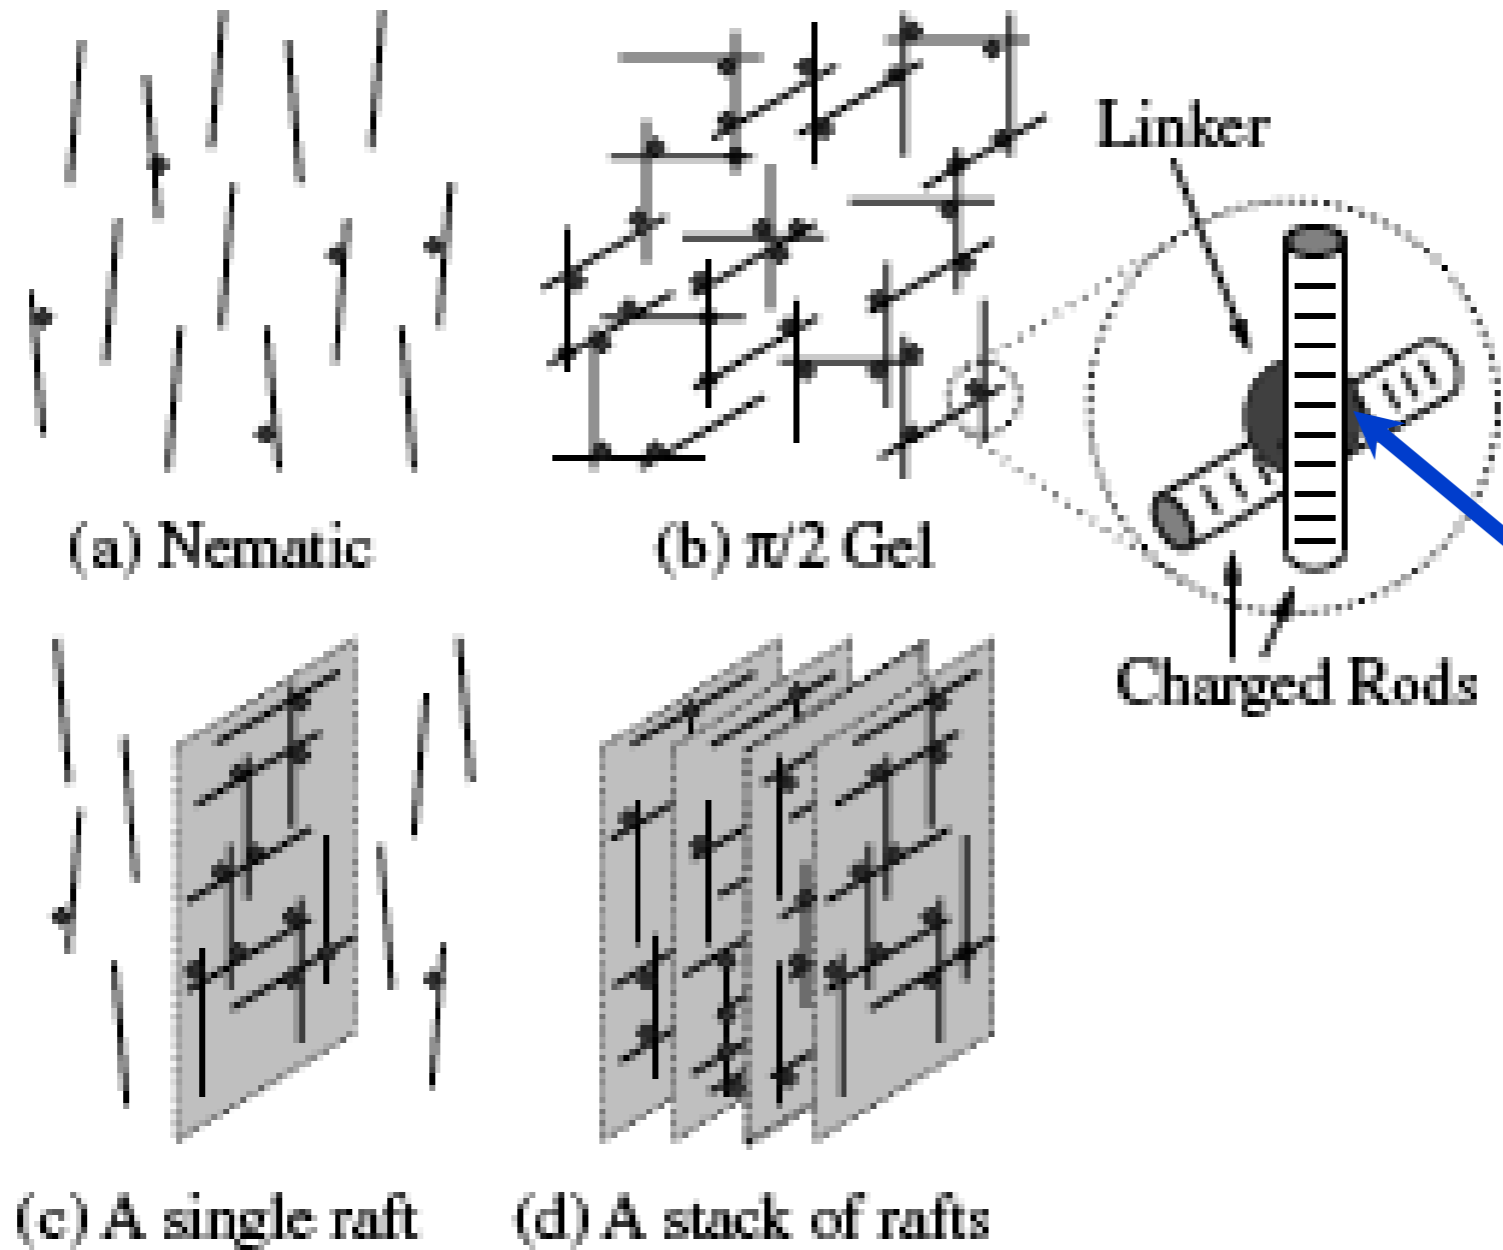 Linker
(a) Nematic
(b) π/2 Gel
Charged Rods
(c) A single raft
(d) A stack of rafts